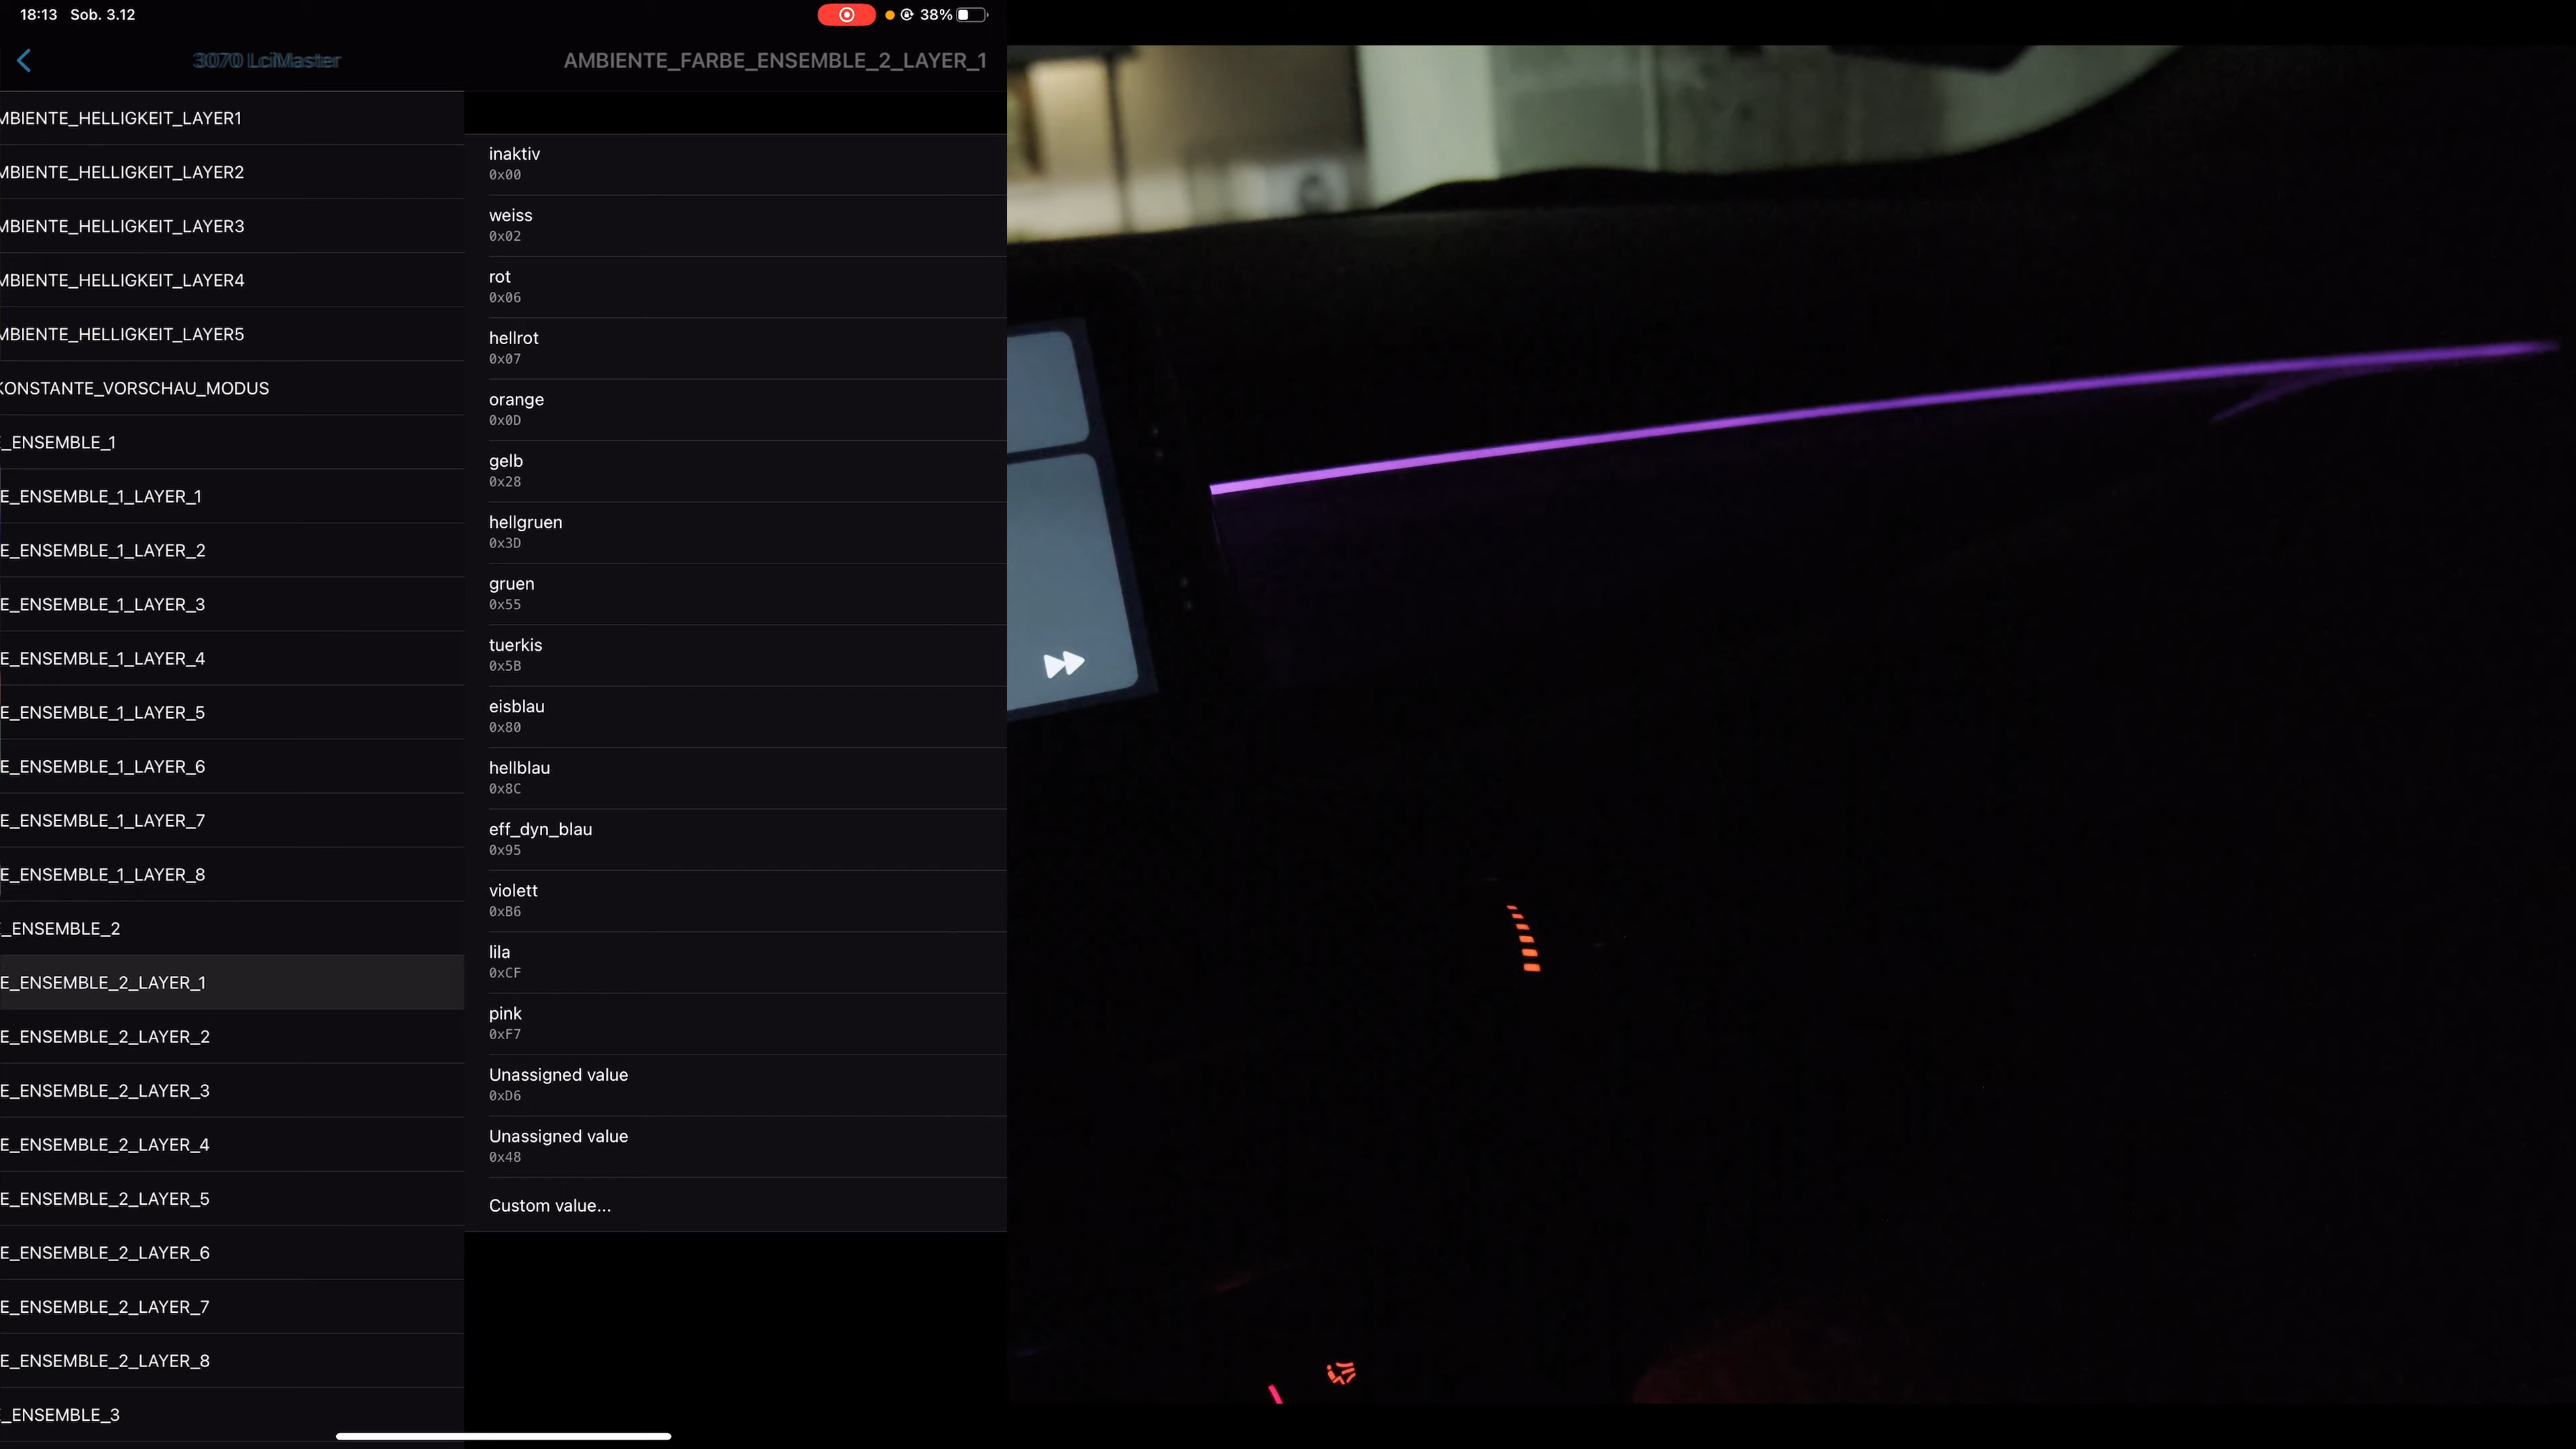 18:13 Sob. 3.12
38%
3070 LciMaster
AMBIENTE_FARBE_ENSEMBLE_2_LAYER_1
MBIENTE_HELLIGKEIT_LAYER1
MBIENTE_HELLIGKEIT_LAYER2
MBIENTE_HELLIGKEIT_LAYER3
MBIENTE_HELLIGKEIT_LAYER4
MBIENTE_HELLIGKEIT_LAYER5
KONSTANTE_VORSCHAU_MODUS
E_ENSEMBLE_1
E_ENSEMBLE_1_LAYER_1
E_ENSEMBLE_1_LAYER_2
E_ENSEMBLE_1_LAYER_3
E_ENSEMBLE_1_LAYER_4
E_ENSEMBLE_1_LAYER_5
E_ENSEMBLE_1_LAYER_6
E_ENSEMBLE_1_LAYER_7
E_ENSEMBLE_1_LAYER_8
E_ENSEMBLE_2
E_ENSEMBLE_2_LAYER_1
E_ENSEMBLE_2_LAYER_2
E_ENSEMBLE_2_LAYER_3
E_ENSEMBLE_2_LAYER_4
E_ENSEMBLE_2_LAYER_5
E_ENSEMBLE_2_LAYER_6
E_ENSEMBLE_2_LAYER_7
E_ENSEMBLE_2_LAYER_8
E_ENSEMBLE_3
inaktiv
0x00
weiss
0x02
rot
0x06
hellrot
0x07
orange
0x0D
gelb
0x28
hellgruen
0x3D
gruen
0x55
tuerkis
0x5B
eisblau
0x80
hellblau
0x8C
eff_dyn_blau
0x95
violett
0xB6
lila
0xCF
pink
0xF7
Unassigned value
0xD6
Unassigned value
0x48
Custom value...